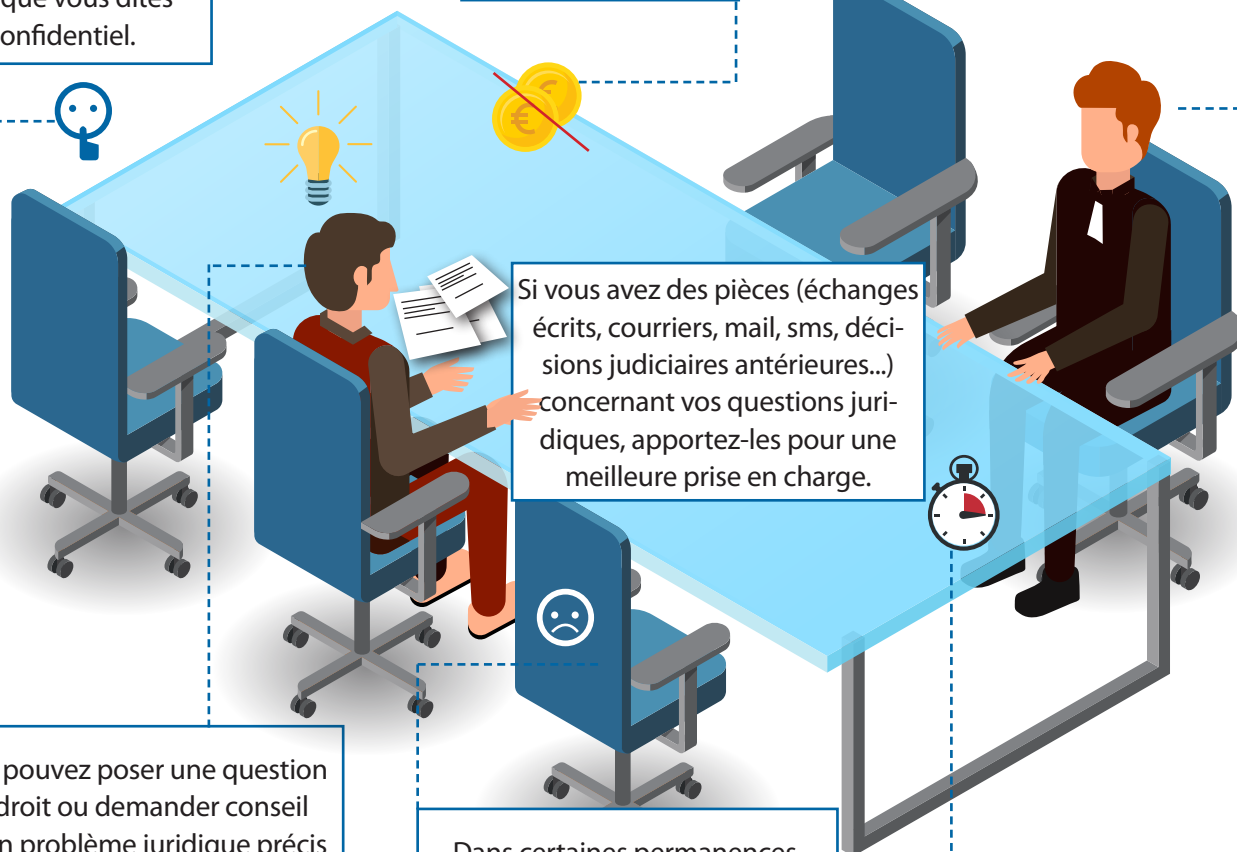 que vous dites
onfidentiel.
Si vous avez des pièces (échanges
écrits, courriers, mail, sms, déci-
sions judiciaires antérieures...)
concernant vos questions juri-
diques, apportez-les pour une
meilleure prise en charge.
pouvez poser une question
droit ou demander conseil
n problème juridique précis
Dans certaines permanences